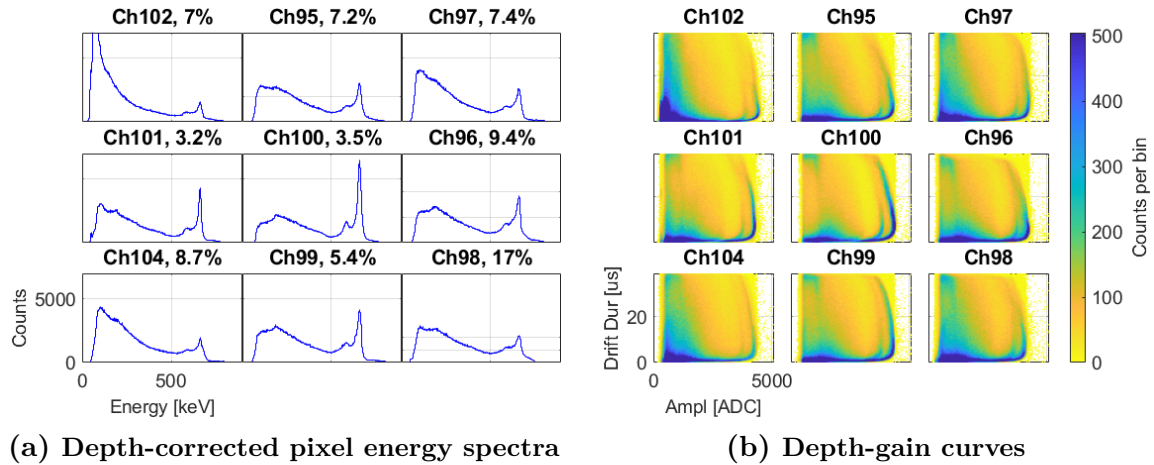 Ch102, 7%
Ch95, 7.2%
Ch97, 7.4%
Ch101, 3.2%
Ch100, 3.5%
Ch96, 9.4%
Ch104, 8.7%
Ch99, 5.4%
Ch98, 17%
Counts
5000
0
0
500
Energy [keV]
(a) Depth-corrected pixel energy spectra
Ch102
Ch95
Ch97
Ch101
Ch100
Ch96
Ch104
Ch99
Ch98
Drift Dur [us]
20
0
0
5000
Ampl [ADC]
500
400
300
200
100
0
Counts per bin
(b) Depth-gain curves